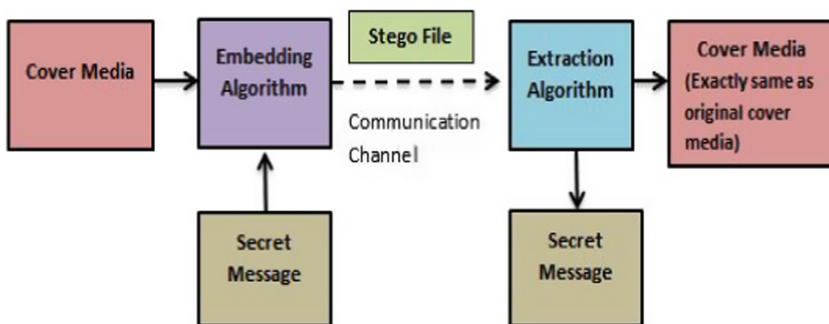 Cover Media
Embedding
Algorithm
Stego File
Communication
Channel
Extraction
Algorithm
Cover Media
(Exactly same as
original cover
media)
Secret
Message
Secret
Message